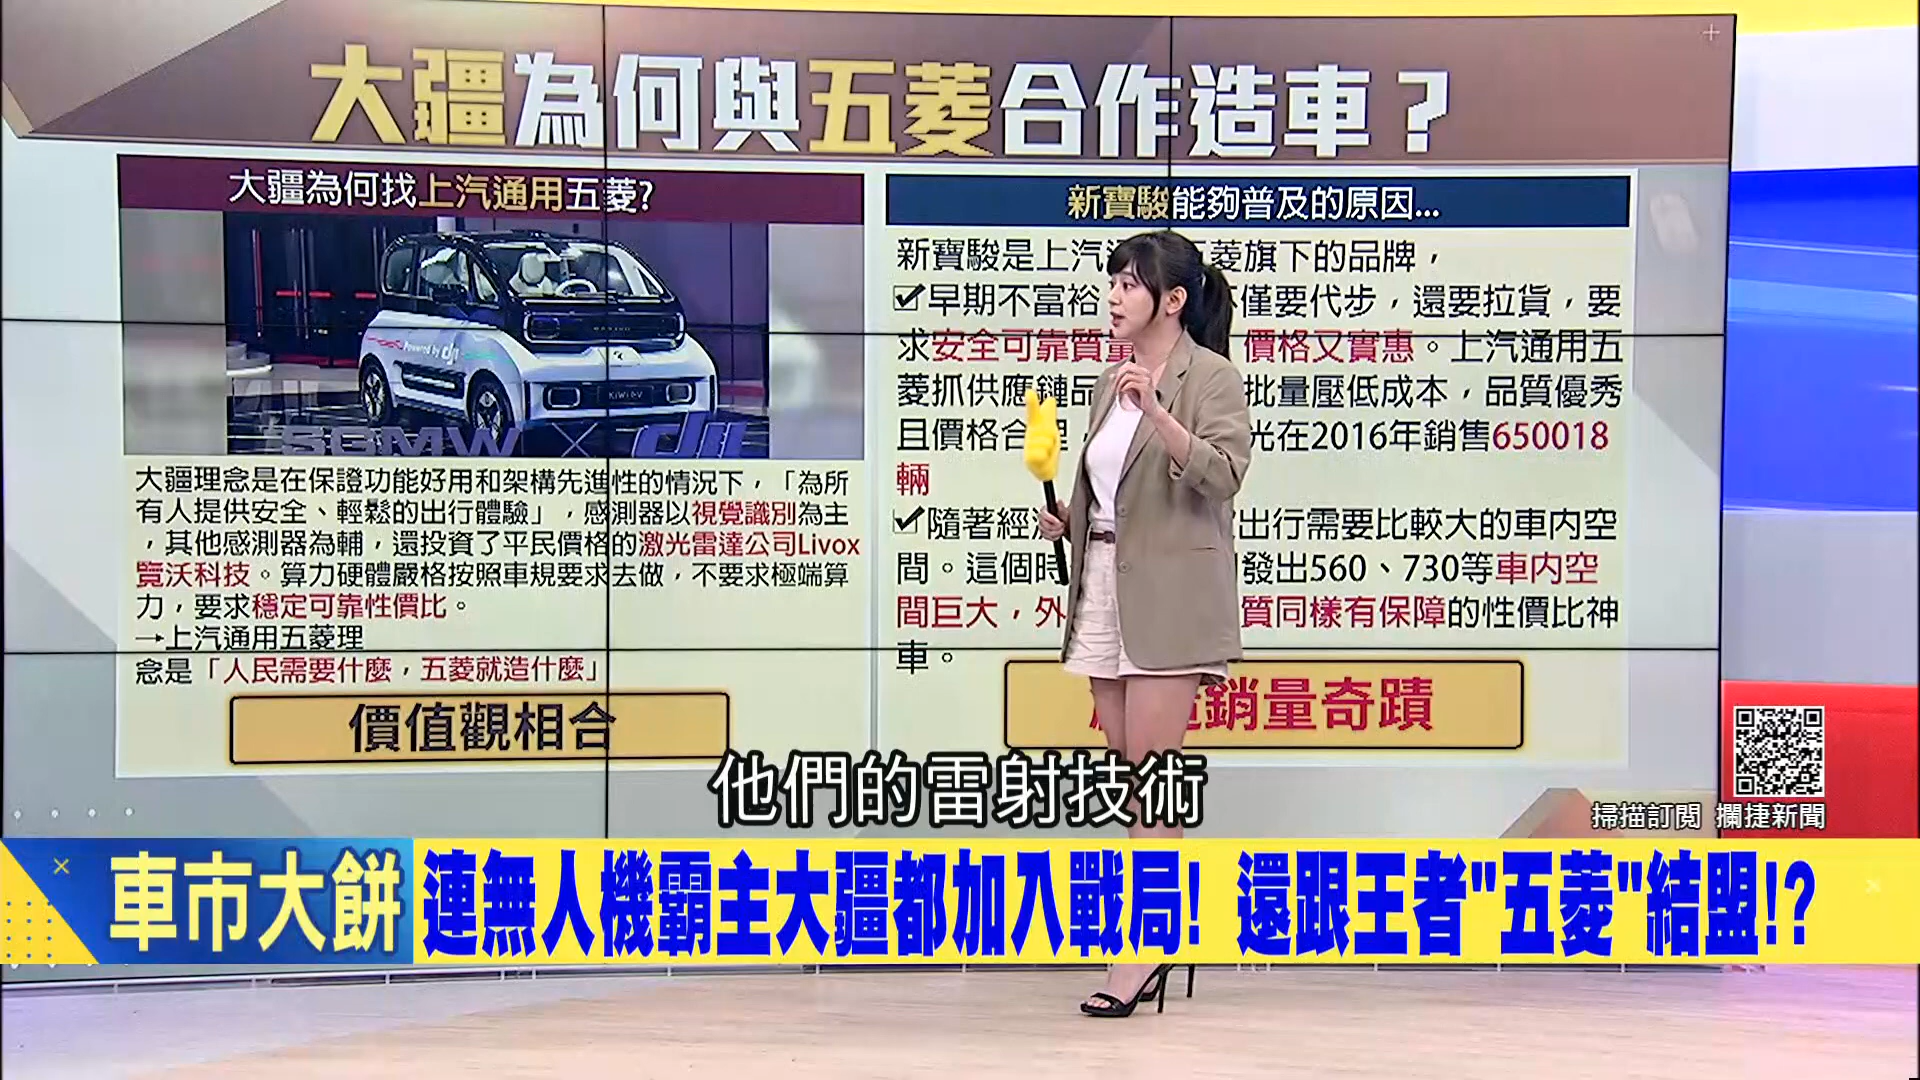 大疆為何與五菱合作造車？
大疆為何找上汽通用五菱?
Powered by dji
KiWi EV
SGMW × dji
大疆理念是在保證功能好用和架構先進性的情況下，「為所
有人提供安全、輕鬆的出行體驗」，感測器以視覺識別為主
，其他感測器為輔，還投資了平民價格的激光雷達公司Livox
覽沃科技。算力硬體嚴格按照車規要求去做，不要求極端算
力，要求穩定可靠性價比。
→上汽通用五菱理
念是「人民需要什麼，五菱就造什麼」
價值觀相合
新寶駿能夠普及的原因...
新寶駿是上汽 五菱旗下的品牌，
早期不富裕 不僅要代步，還要拉貨，要
求安全可靠質量 價格又實惠。上汽通用五
菱抓供應鏈品 批量壓低成本，品質優秀
且價格合理， 光在2016年銷售650018
輛
隨著經 出行需要比較大的車内空
間。這個時 發出560、730等車内空
間巨大，外 質同樣有保障的性價比神
車。
銷量奇蹟
他們的雷射技術
掃描訂閱 攔捷新聞
車市大餅
連無人機霸主大疆都加入戰局! 還跟王者"五菱"結盟!?